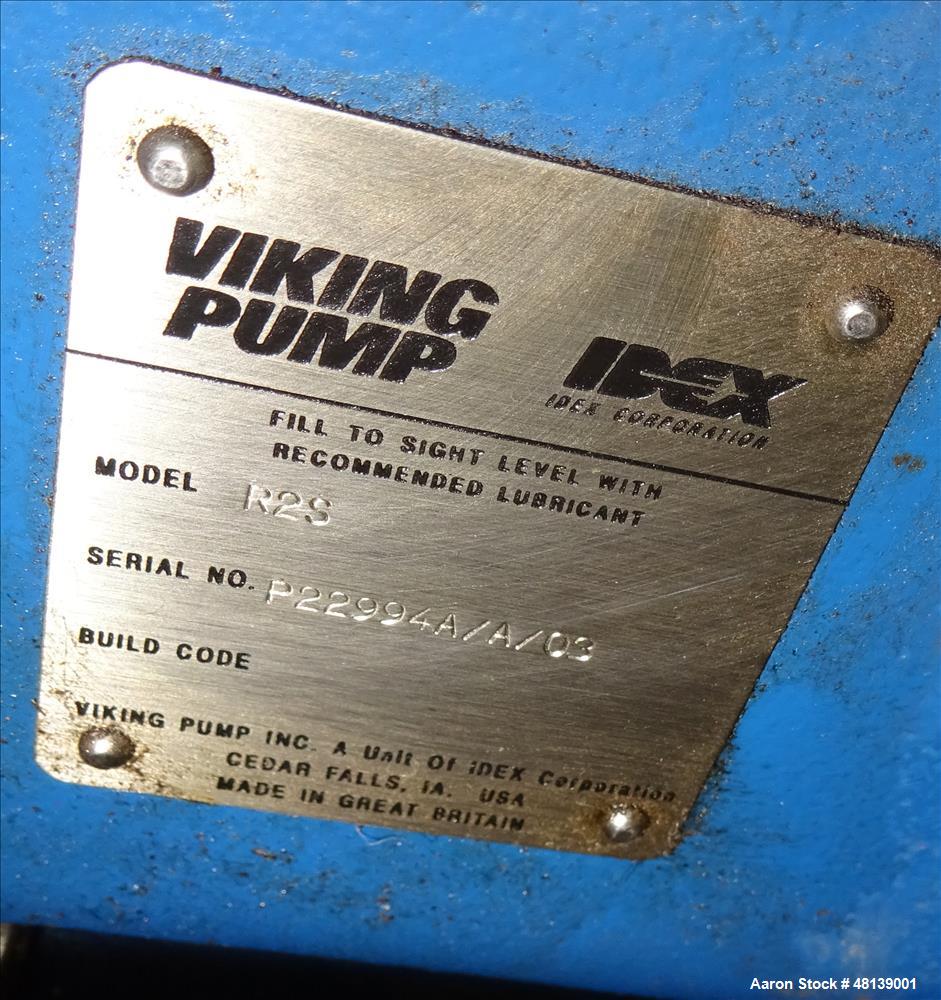 VIKING
PUMP
IDEX
IDEX CORPORATION
FILL TO SIGHT LEVEL WITH
RECOMMENDED LUBRICANT
MODEL R2S
SERIAL NO. P22994A/A/03
BUILD CODE
VIKING PUMP INC. A Unit Of IDEX Corporation
CEDAR FALLS, IA. USA
MADE IN GREAT BRITAIN
Aaron Stock # 48139001